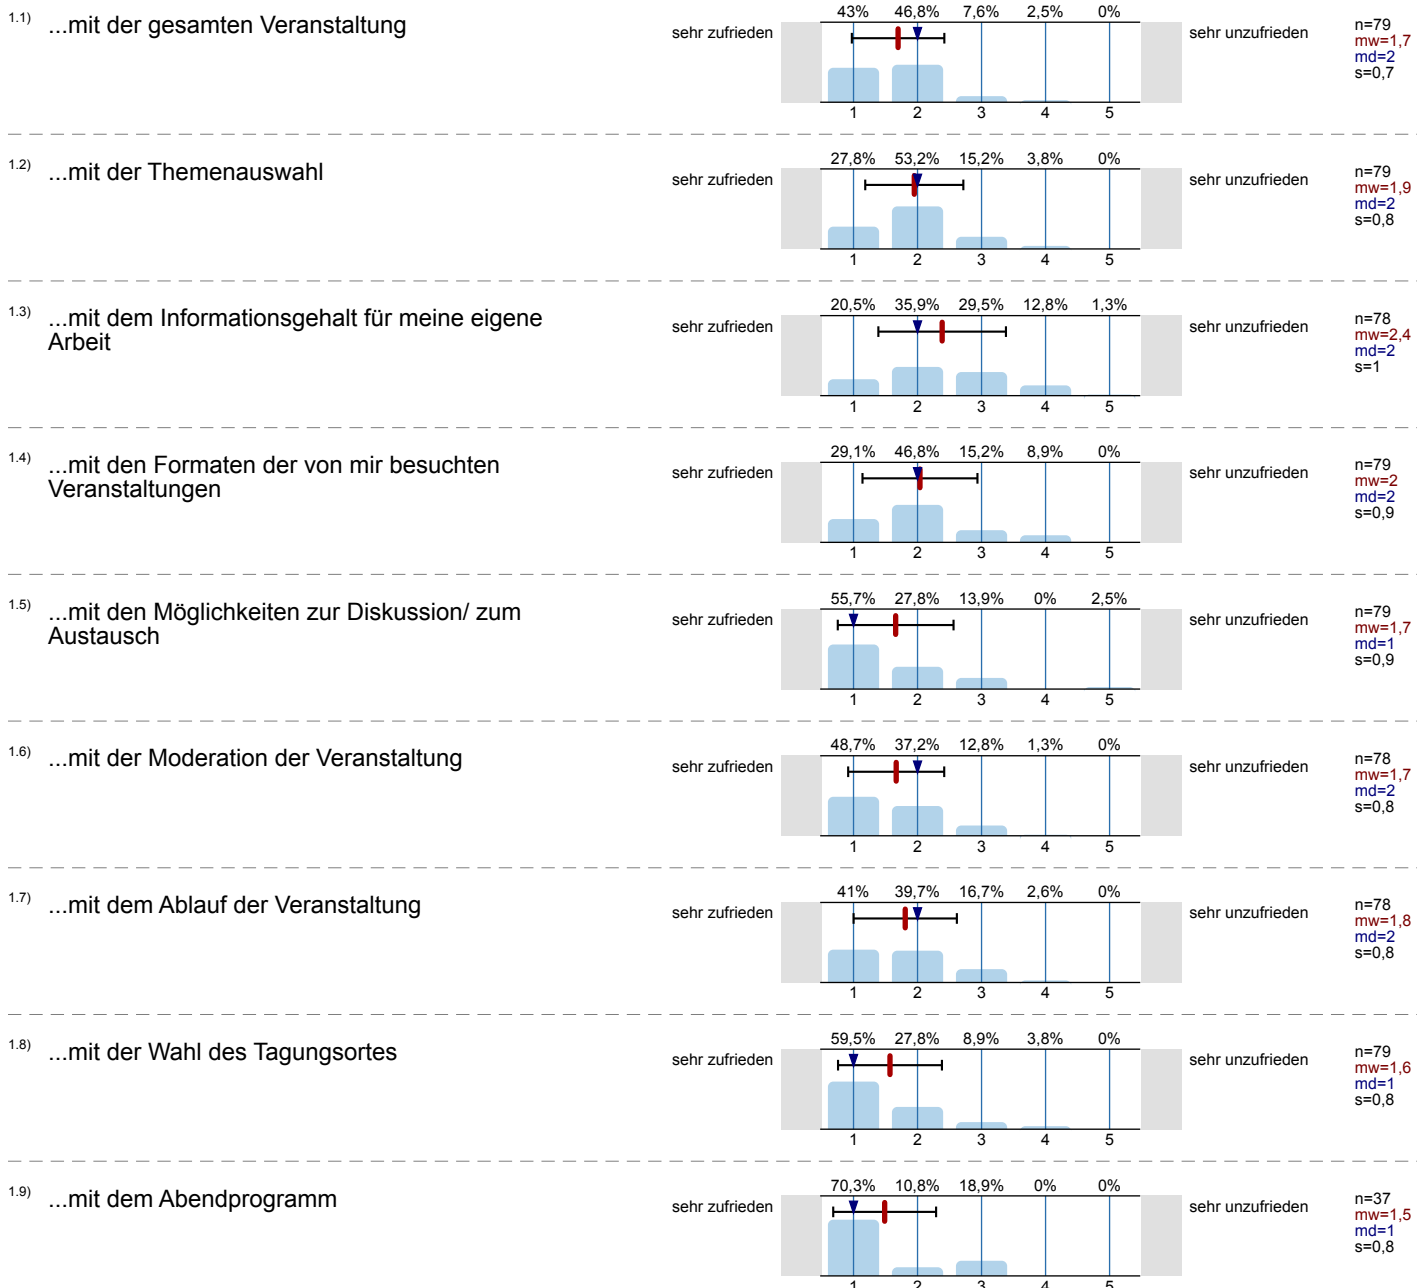 1.1) ...mit der gesamten Veranstaltung
sehr zufrieden
43% 46,8% 7,6% 2,5% 0%
1 2 3 4 5
sehr unzufrieden
n=79
mw=1,7
md=2
s=0,7
1.2) ...mit der Themenauswahl
sehr zufrieden
27,8% 53,2% 15,2% 3,8% 0%
1 2 3 4 5
sehr unzufrieden
n=79
mw=1,9
md=2
s=0,8
1.3) ...mit dem Informationsgehalt für meine eigene
Arbeit
sehr zufrieden
20,5% 35,9% 29,5% 12,8% 1,3%
1 2 3 4 5
sehr unzufrieden
n=78
mw=2,4
md=2
s=1
1.4) ...mit den Formaten der von mir besuchten
Veranstaltungen
sehr zufrieden
29,1% 46,8% 15,2% 8,9% 0%
1 2 3 4 5
sehr unzufrieden
n=79
mw=2
md=2
s=0,9
1.5) ...mit den Möglichkeiten zur Diskussion/ zum
Austausch
sehr zufrieden
55,7% 27,8% 13,9% 0% 2,5%
1 2 3 4 5
sehr unzufrieden
n=79
mw=1,7
md=1
s=0,9
1.6) ...mit der Moderation der Veranstaltung
sehr zufrieden
48,7% 37,2% 12,8% 1,3% 0%
1 2 3 4 5
sehr unzufrieden
n=78
mw=1,7
md=2
s=0,8
1.7) ...mit dem Ablauf der Veranstaltung
sehr zufrieden
41% 39,7% 16,7% 2,6% 0%
1 2 3 4 5
sehr unzufrieden
n=78
mw=1,8
md=2
s=0,8
1.8) ...mit der Wahl des Tagungsortes
sehr zufrieden
59,5% 27,8% 8,9% 3,8% 0%
1 2 3 4 5
sehr unzufrieden
n=79
mw=1,6
md=1
s=0,8
1.9) ...mit dem Abendprogramm
sehr zufrieden
70,3% 10,8% 18,9% 0% 0%
1 2 3 4 5
sehr unzufrieden
n=37
mw=1,5
md=1
s=0,8